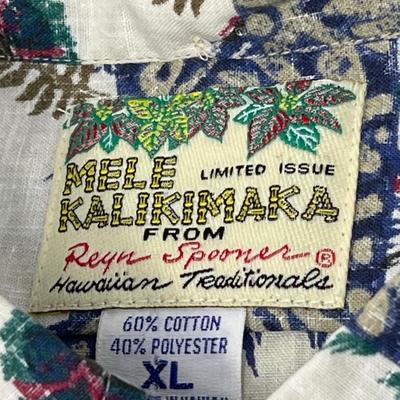 MELE LIMITED ISSUE
KALIKIMAKA
FROM
Reyn Spooner ®
Hawaiian Traditionals
60% COTTON
40% POLYESTER
XL